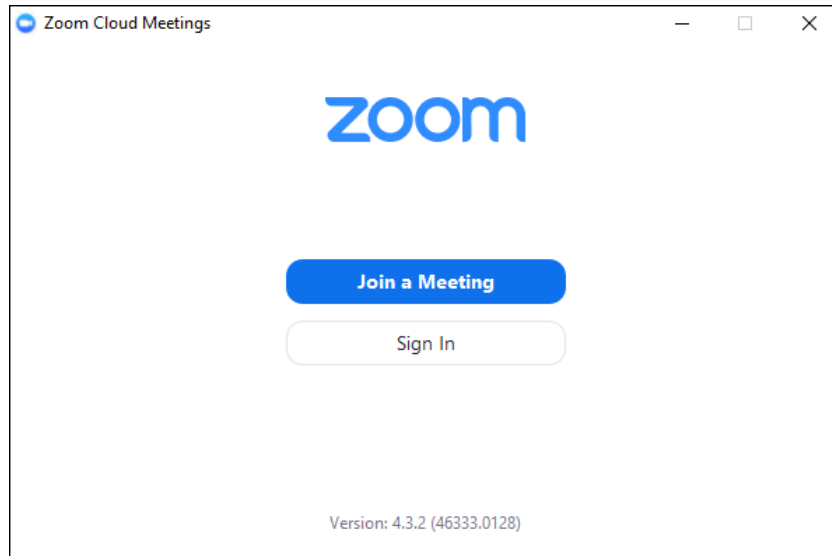 Zoom Cloud Meetings
zoom
Join a Meeting
Sign In
Version: 4.3.2 (46333.0128)